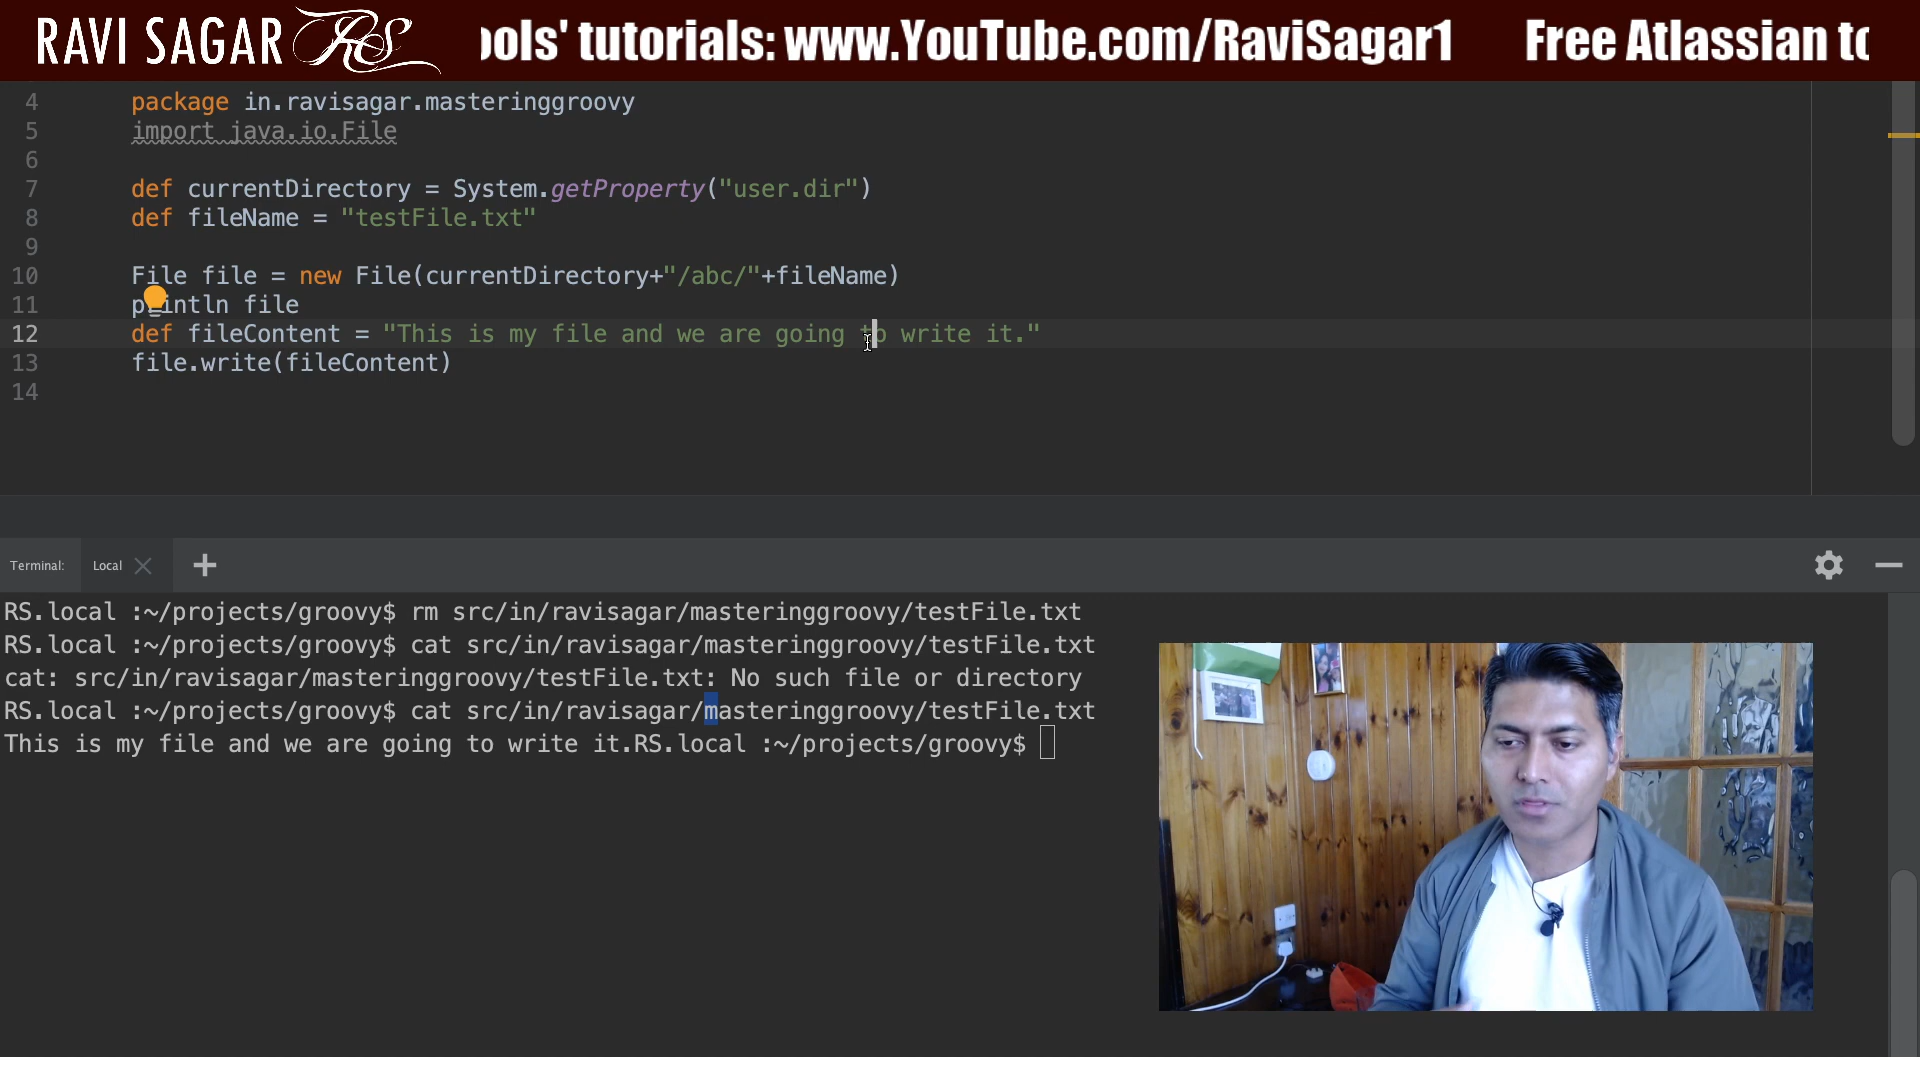 RAVI SAGAR RS
ools' tutorials: www.YouTube.com/RaviSagar1 Free Atlassian to
4 package in.ravisagar.masteringgroovy
5 import java.io.File
6
7 def currentDirectory = System.getProperty("user.dir")
8 def fileName = "testFile.txt"
9
10 File file = new File(currentDirectory+"/abc/"+fileName)
11 println file
12 def fileContent = "This is my file and we are going to write it."
13 file.write(fileContent)
14
Terminal: Local
RS.local :~/projects/groovy$ rm src/in/ravisagar/masteringgroovy/testFile.txt
RS.local :~/projects/groovy$ cat src/in/ravisagar/masteringgroovy/testFile.txt
cat: src/in/ravisagar/masteringgroovy/testFile.txt: No such file or directory
RS.local :~/projects/groovy$ cat src/in/ravisagar/masteringgroovy/testFile.txt
This is my file and we are going to write it.RS.local :~/projects/groovy$